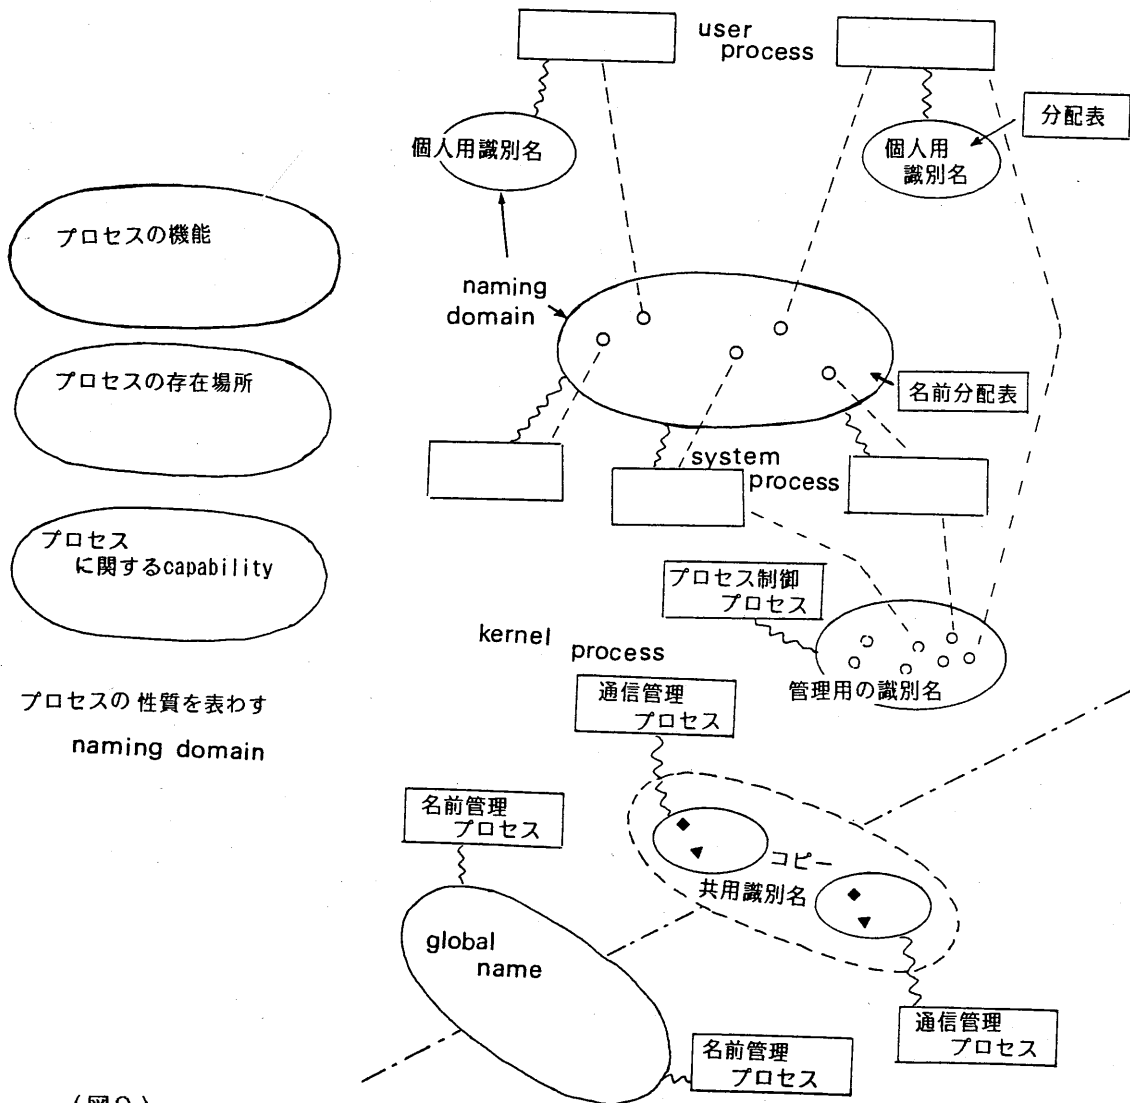 user
process
分配表
個人用識別名
個人用
識別名
プロセスの機能
naming
domain
プロセスの存在場所
名前分配表
system
process
プロセス
に関するcapability
プロセス制御
プロセス
kernel process
管理用の識別名
通信管理
プロセス
プロセスの性質を表わす
naming domain
名前管理
プロセス
コピー
共用識別名
global
name
通信管理
プロセス
名前管理
プロセス